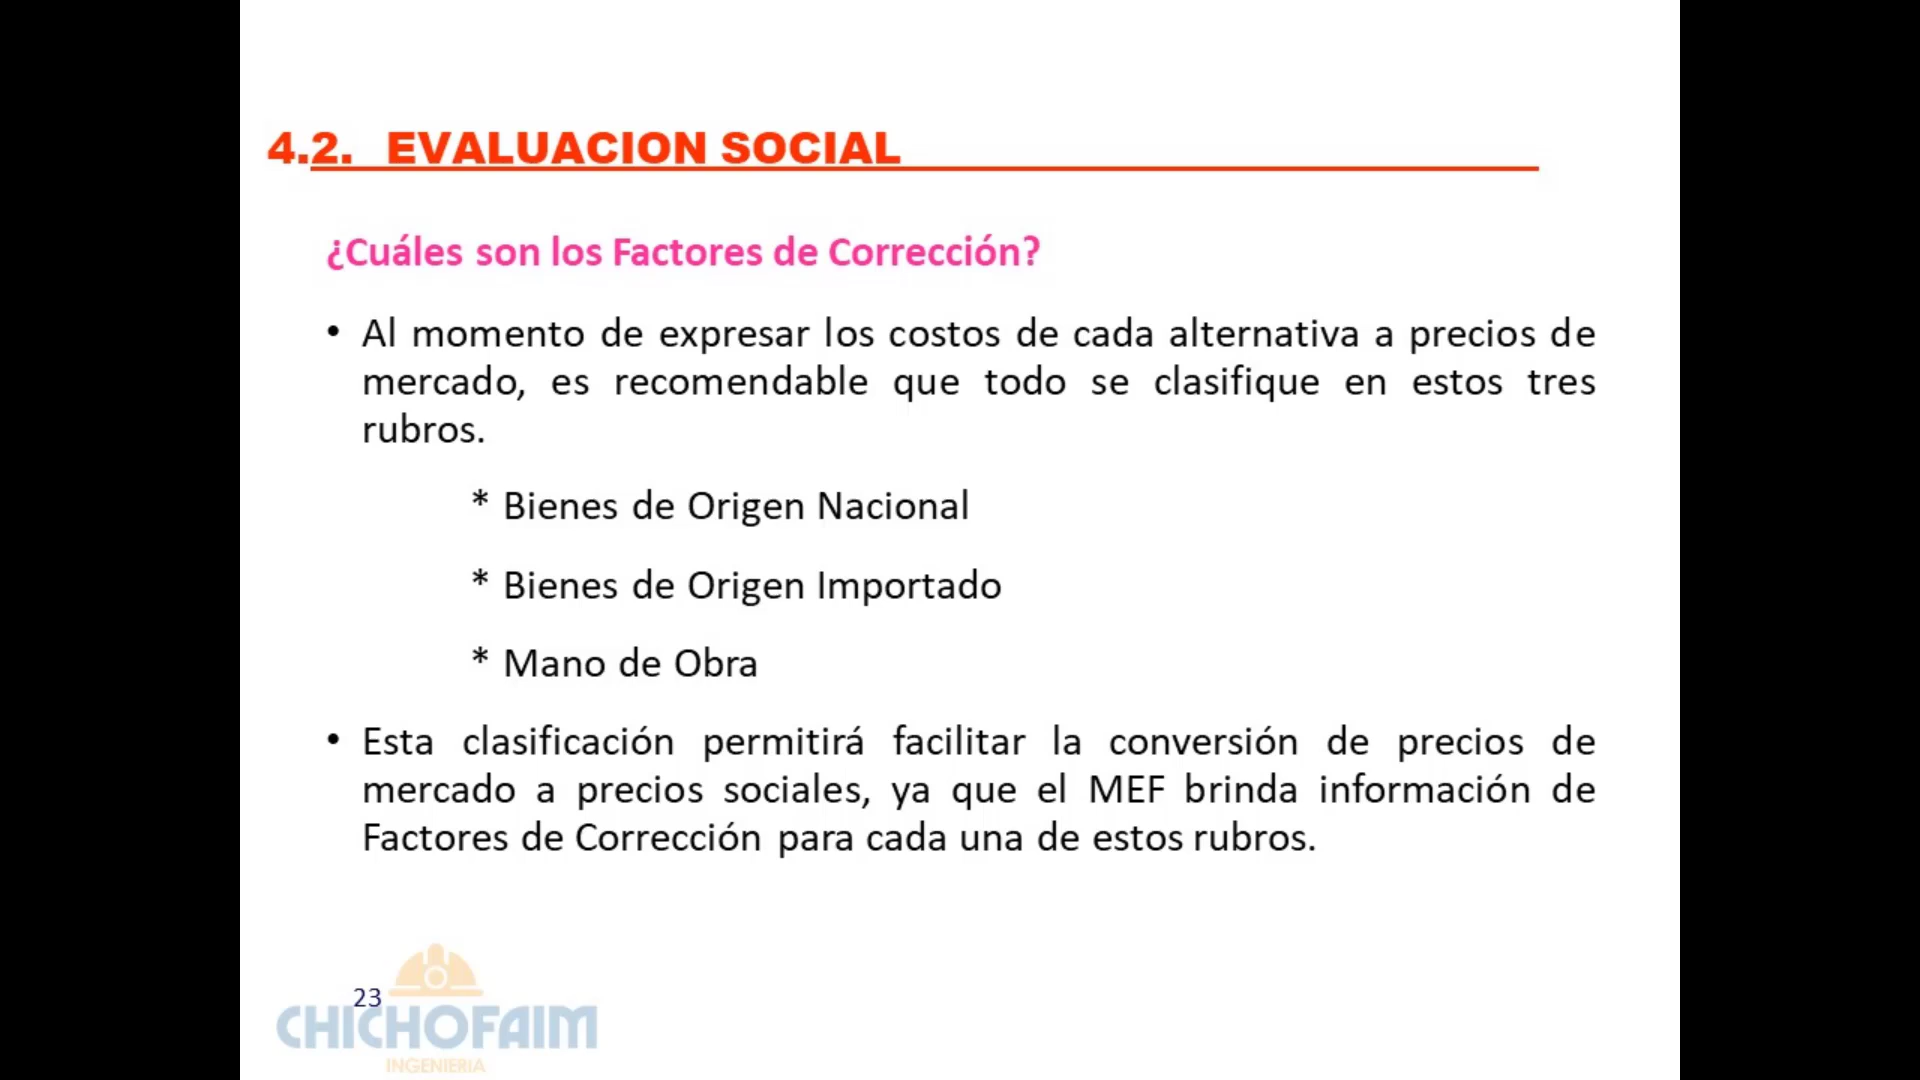 4.2. EVALUACION SOCIAL
¿Cuáles son los Factores de Corrección?
• Al momento de expresar los costos de cada alternativa a precios de
mercado, es recomendable que todo se clasifique en estos tres
rubros.
* Bienes de Origen Nacional
* Bienes de Origen Importado
* Mano de Obra
• Esta clasificación permitirá facilitar la conversión de precios de
mercado a precios sociales, ya que el MEF brinda información de
Factores de Corrección para cada una de estos rubros.
23
CHICHOFAIM
INGENIERIA